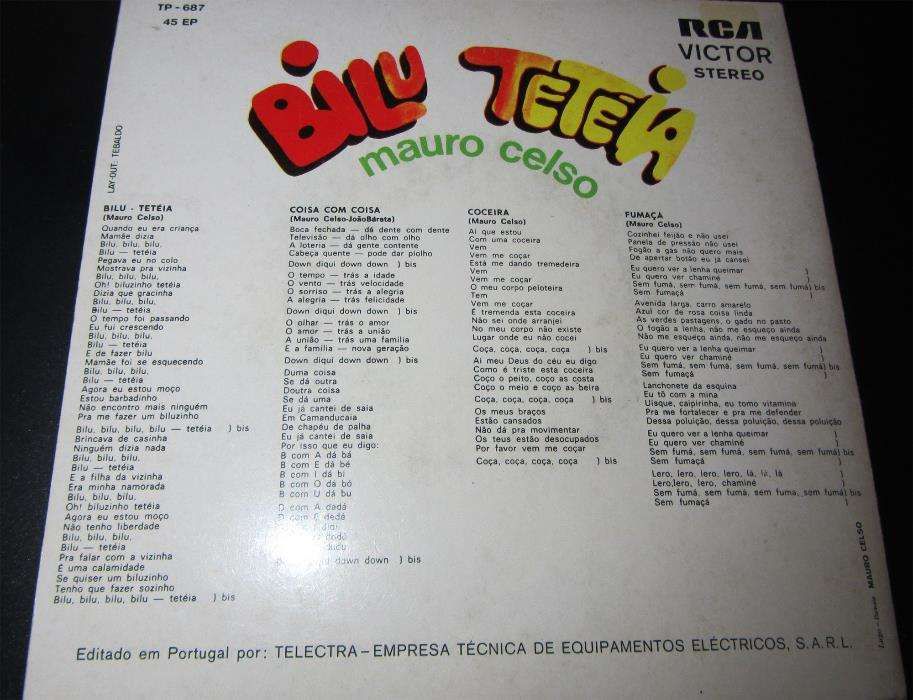 TP - 687
45 EP
RCA
VICTOR
STEREO
BILU TETÉIA
mauro celso
LAY-OUT: TEBALDO
BILU - TETÉIA
(Mauro Celso)
Quando eu era criança
Mamãe dizia
Bilu, bilu, bilu,
Bilu — tetéia
Pegava eu no colo
Mostrava pra vizinha
Bilu, bilu, bilu,
Oh! biluzinho tetéia
Dizia que gracinha
Bilu, bilu, bilu,
Bilu — tetéia
O tempo foi passando
Eu fui crescendo
Bilu, bilu, bilu,
Bilu — tetéia
E de fazer bilu
Mamãe foi se esquecendo
Bilu, bilu, bilu,
Bilu — tetéia
Agora eu estou moço
Estou barbadinho
Não encontro mais ninguém
Pra me fazer um biluzinho
Bilu, bilu, bilu, bilu — tetéia ) bis
Brincava de casinha
Ninguém dizia nada
Bilu, bilu, bilu,
Bilu — tetéia
E a filha da vizinha
Era minha namorada
Bilu, bilu, bilu,
Oh! biluzinho tetéia
Agora eu estou moço
Não tenho liberdade
Bilu, bilu, bilu,
Bilu — tetéia
Pra falar com a vizinha
É uma calamidade
Se quiser um biluzinho
Tenho que fazer sozinho
Bilu, bilu, bilu, bilu — tetéia ) bis
COISA COM COISA
(Mauro Celso-JoãoBárata)
Boca fechada — dá dente com dente
Televisão — dá olho com olho
A loteria — dá gente contente
Cabeça quente — pode dar piolho
Down diqui down down ) bis
O tempo — trás a idade
O vento — trás velocidade
O sorriso — trás a alegria
A alegria — trás felicidade
Down diqui down down ) bis
O olhar — trás o amor
O amor — trás a união
A união — trás uma família
E a família — nova geração
Down diqui down down ) bis
Duma coisa
Se dá outra
Doutra coisa
Se dá uma
Eu já cantei de saia
Em Camanducaia
De chapéu de palha
Eu já cantei de saia
Por isso que eu digo:
B com A dá bá
B com E dá bé
B com I dá bi
B com O dá bó
B com U dá bu
D com A dadá
D com E dedá
down down ) bis
COCEIRA
(Mauro Celso)
Ai que estou
Com uma coceira
Vem
Vem me coçar
Está me dando tremedeira
Vem
Vem me coçar
O meu corpo peloteira
Tem
Vem me coçar
É tremenda esta coceira
Não sei onde arranjei
No meu corpo não existe
Lugar onde eu não cocei
Coça, coça, coça, coça ) bis
Ai meu Deus do céu eu digo
Como é triste esta coceira
Coço o peito, coço as costa
Coço o meio e coço as beira
Coça, coça, coça, coça ) bis
Os meus braços
Estão cansados
Não dá pra movimentar
Os teus estão desocupados
Por favor vem me coçar
Coça, coça, coça, coça ) bis
FUMAÇÁ
(Mauro Celso)
Cozinhei feijão e não usei
Panela de pressão não usei
Fogão a gas não quero mais
De apertar botão eu já cansei
Eu quero ver a lenha queimar )
Eu quero ver chaminé )
Sem fumá, sem fumá, sem fumá, sem fumá) bis
Sem fumaçá )
Avenida larga, carro amarelo
Azul cor de rosa coisa linda
As verdes pastagens, o gado no pasto
O fogão a lenha, não me esqueço ainda
Não me esqueço ainda, não me esqueço ainda
Eu quero ver a lenha queimar )
Eu quero ver chaminé )
Sem fumá, sem fumá, sem fumá, sem fumá) bis
Sem fumaçá )
Lanchonete da esquina
Eu tô com a mina
Uísque, caipirinha, eu tomo vitamina
Pra me fortalecer e pra me defender
Dessa poluição, dessa poluição, dessa poluição
Eu quero ver a lenha queimar )
Eu quero ver chaminé )
Sem fumá, sem fumá, sem fumá, sem fumá) bis
Sem fumaçá )
Lero, lero, lero, lero, lá, lá, lá )
Lero,lero, lero, chaminé )
Sem fumá, sem fumá, sem fumá, sem fumá) bis
Sem fumaçá )
MAURO CELSO
Editado em Portugal por: TELECTRA – EMPRESA TÉCNICA DE EQUIPAMENTOS ELÉCTRICOS, S.A.R.L.